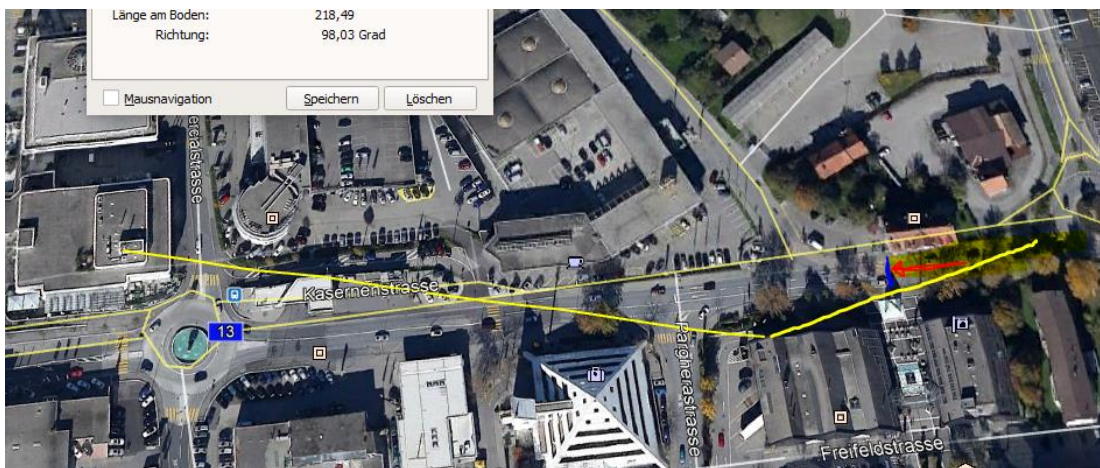 Länge am Boden: 218,49
Richtung: 98,03 Grad
Mausnavigation Speichern Löschen
Kasernenstrasse
13
Pargherastrasse
Freifeldstrasse